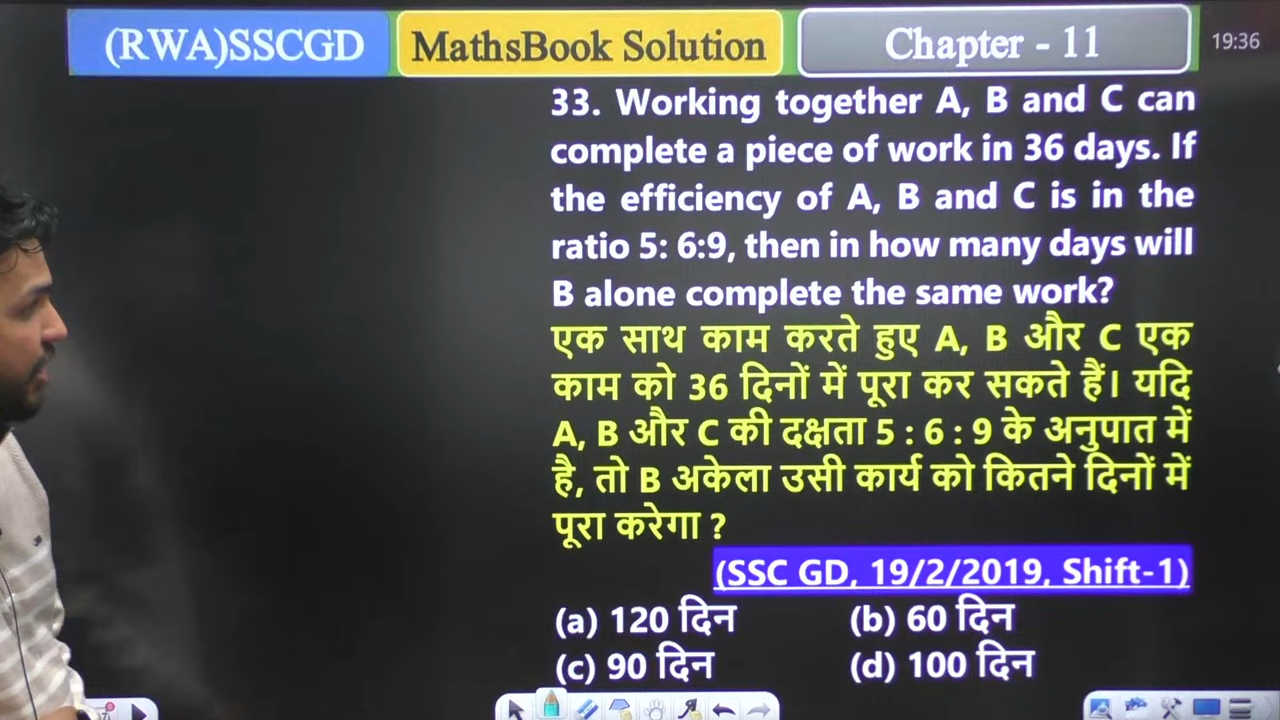 (RWA)SSCGD
MathsBook Solution
Chapter - 11
19:36
33. Working together A, B and C can
complete a piece of work in 36 days. If
the efficiency of A, B and C is in the
ratio 5: 6:9, then in how many days will
B alone complete the same work?
एक साथ काम करते हुए A, B और C एक
काम को 36 दिनों में पूरा कर सकते हैं। यदि
A, B और C की दक्षता 5 : 6 : 9 के अनुपात में
है, तो B अकेला उसी कार्य को कितने दिनों में
पूरा करेगा ?
(SSC GD, 19/2/2019, Shift-1)
(a) 120 दिन (b) 60 दिन
(c) 90 दिन (d) 100 दिन